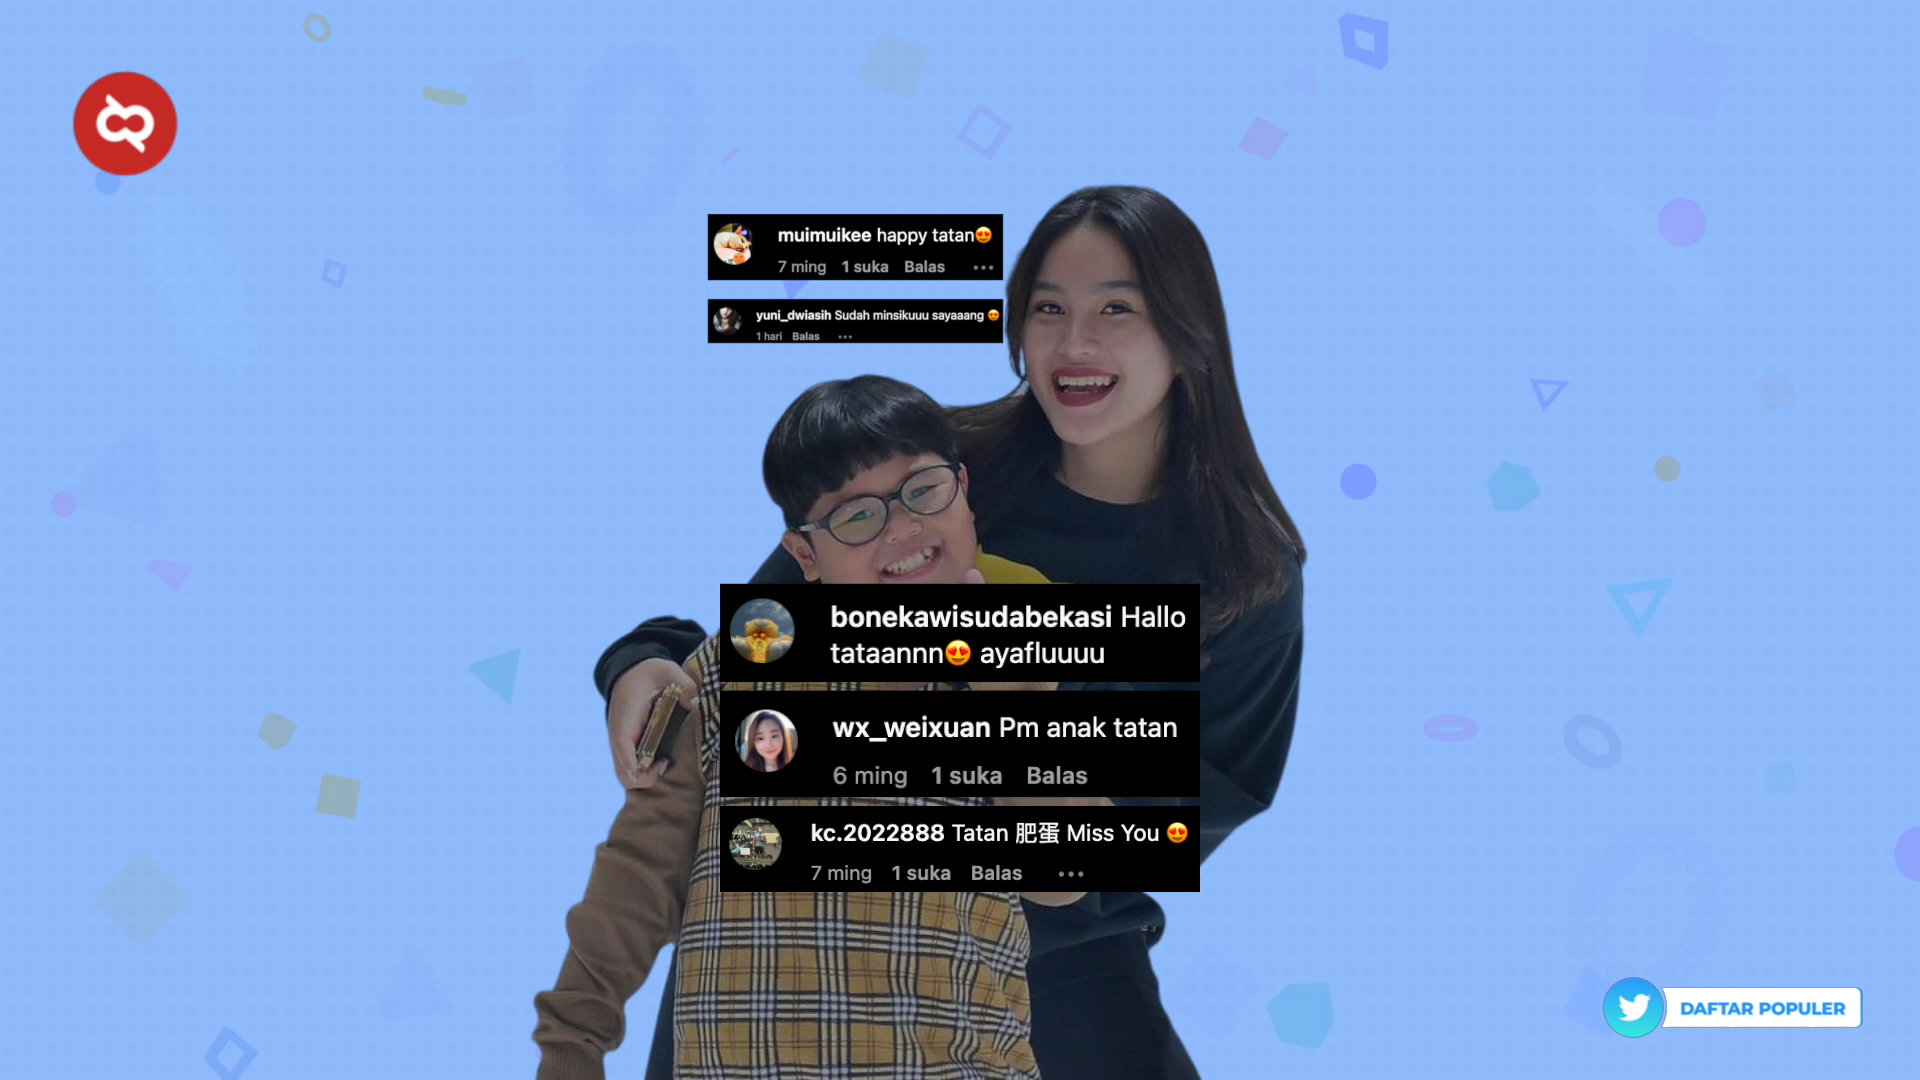 muimuikee happy tatan😍
7 ming 1 suka Balas ...
yuni_dwiasih Sudah minsikuuu sayaaang 😍
1 hari Balas ...
bonekawisudabekasi Hallo
tataannn😍 ayafluuuu
wx_weixuan Pm anak tatan
6 ming 1 suka Balas
kc.2022888 Tatan 肥蛋 Miss You 😍
7 ming 1 suka Balas ...
DAFTAR POPULER